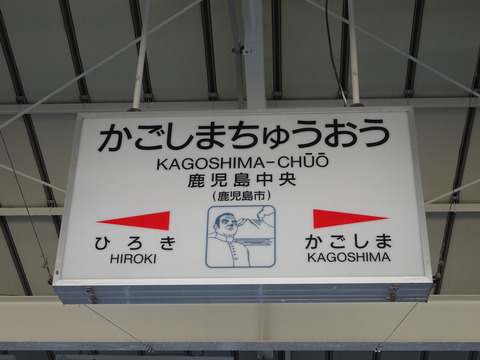 かごしまちゅうおう
KAGOSHIMA-CHŪŌ
鹿児島中央
(鹿児島市)
ひろき
HIROKI
かごしま
KAGOSHIMA